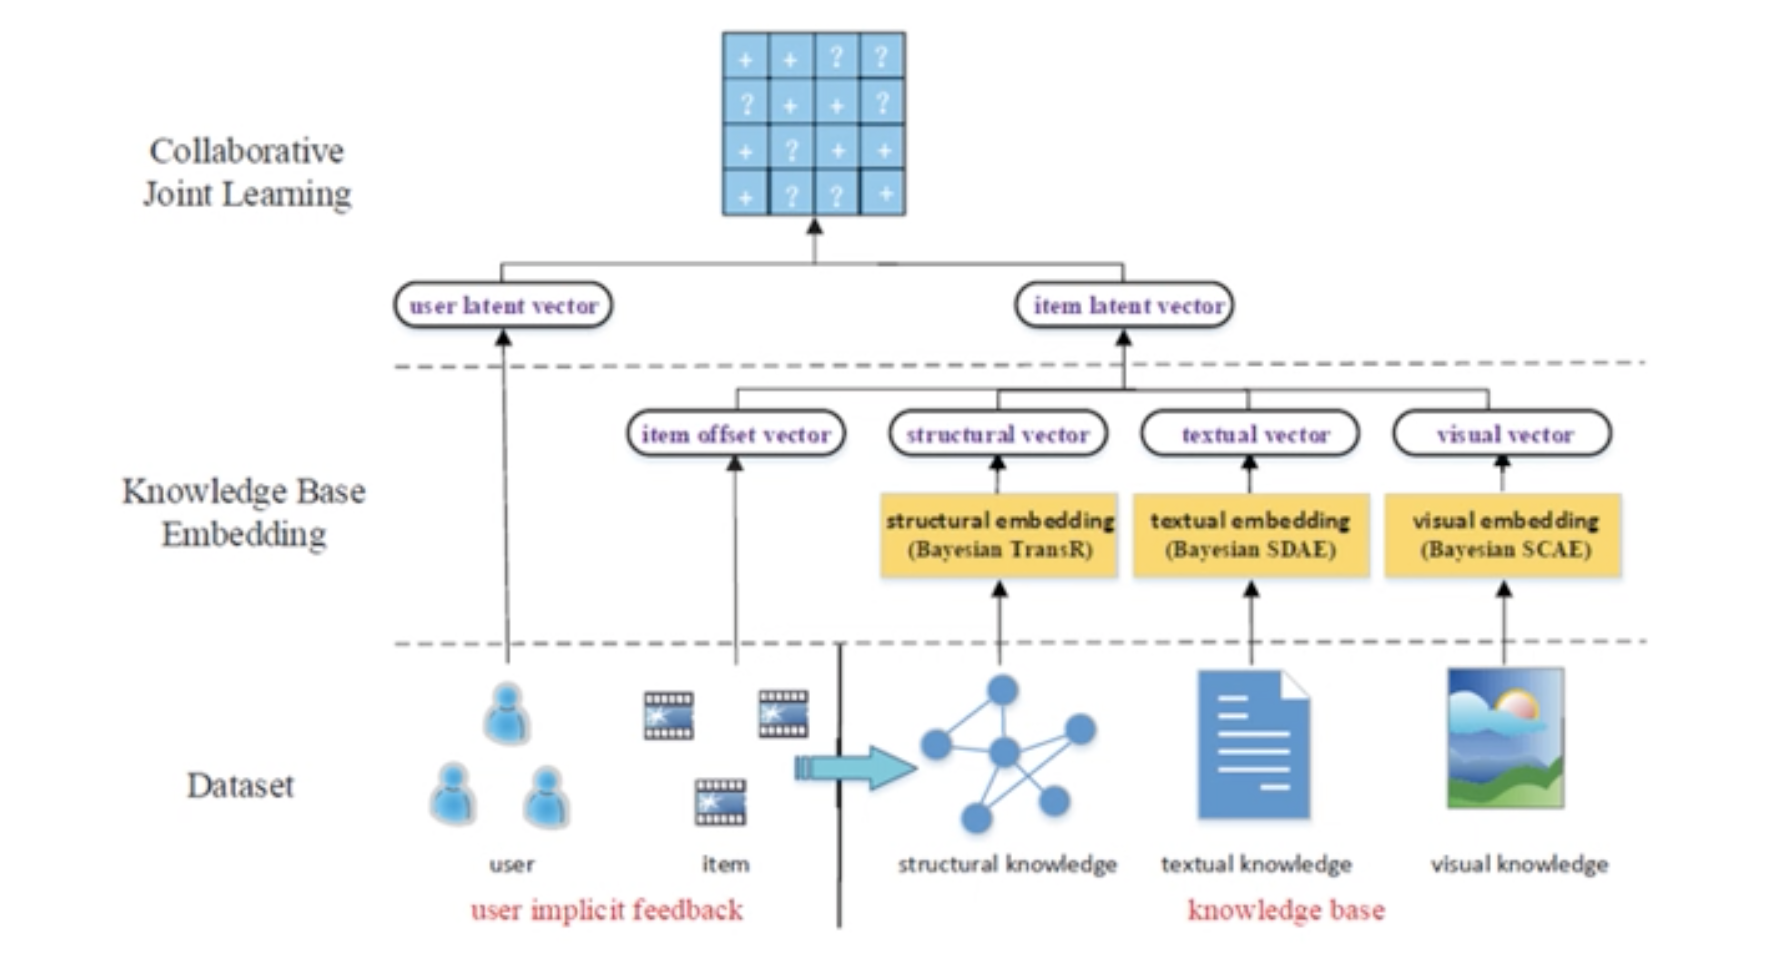 + + ? ?
? + + ?
+ ? + +
+ ? ? +
Collaborative
Joint Learning
user latent vector
item latent vector
item offset vector
structural vector
textual vector
visual vector
Knowledge Base
Embedding
structural embedding
(Bayesian TransR)
textual embedding
(Bayesian SDAE)
visual embedding
(Bayesian SCAE)
Dataset
user
item
structural knowledge
textual knowledge
visual knowledge
user implicit feedback
knowledge base